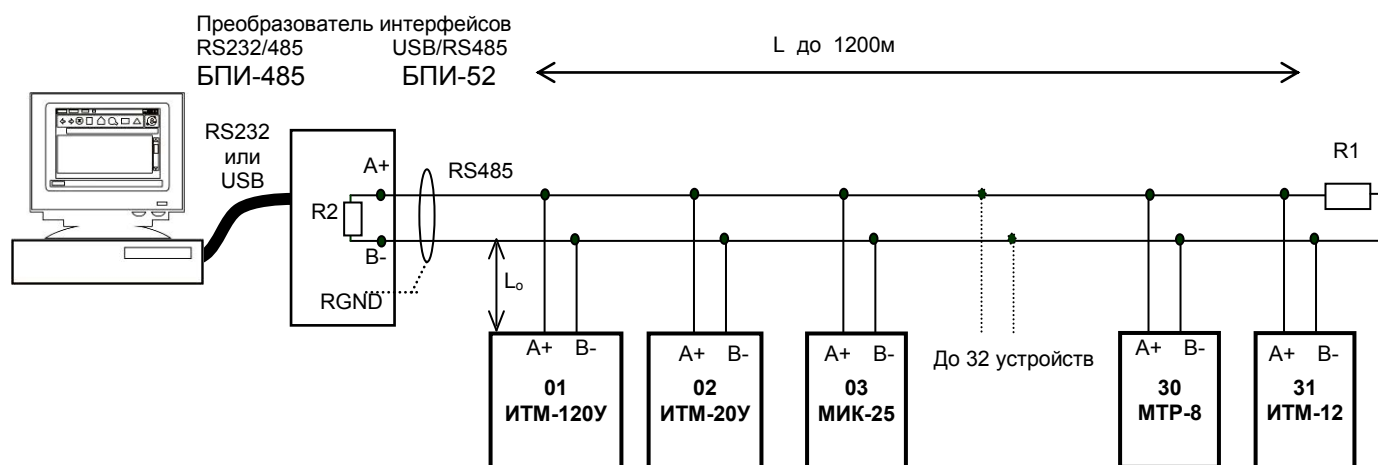 Преобразователь интерфейсов
RS232/485 USB/RS485
БПИ-485 БПИ-52
L до 1200м
RS232
или
USB
A+
RS485
R1
R2
B-
RGND
Lo
A+ B-
01
ИТМ-120У
A+ B-
02
ИТМ-20У
A+ B-
03
МИК-25
До 32 устройств
A+ B-
30
МТР-8
A+ B-
31
ИТМ-12